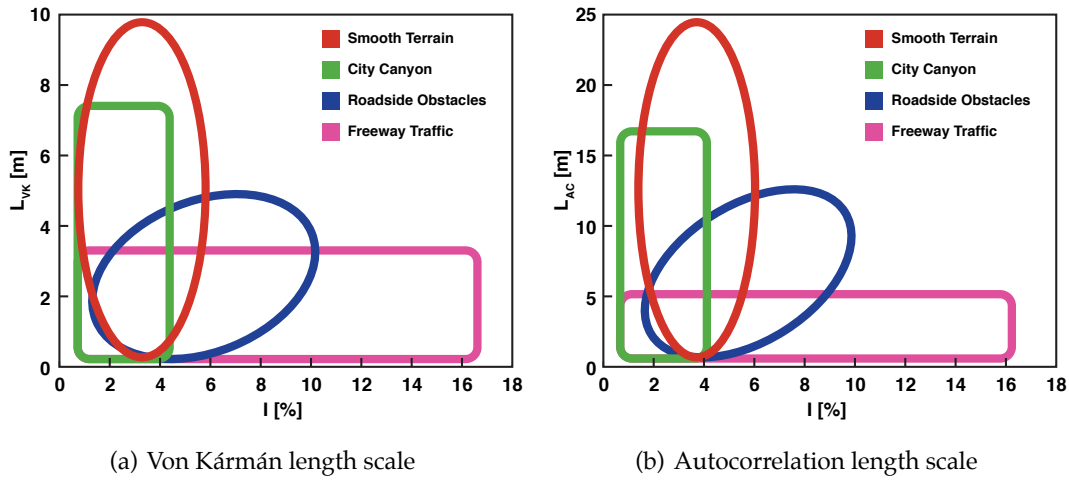 10
8
6
4
2
0
L_VK [m]
0 2 4 6 8 10 12 14 16 18
I [%]
Smooth Terrain
City Canyon
Roadside Obstacles
Freeway Traffic
(a) Von Kármán length scale
25
20
15
10
5
0
L_AC [m]
0 2 4 6 8 10 12 14 16 18
I [%]
Smooth Terrain
City Canyon
Roadside Obstacles
Freeway Traffic
(b) Autocorrelation length scale